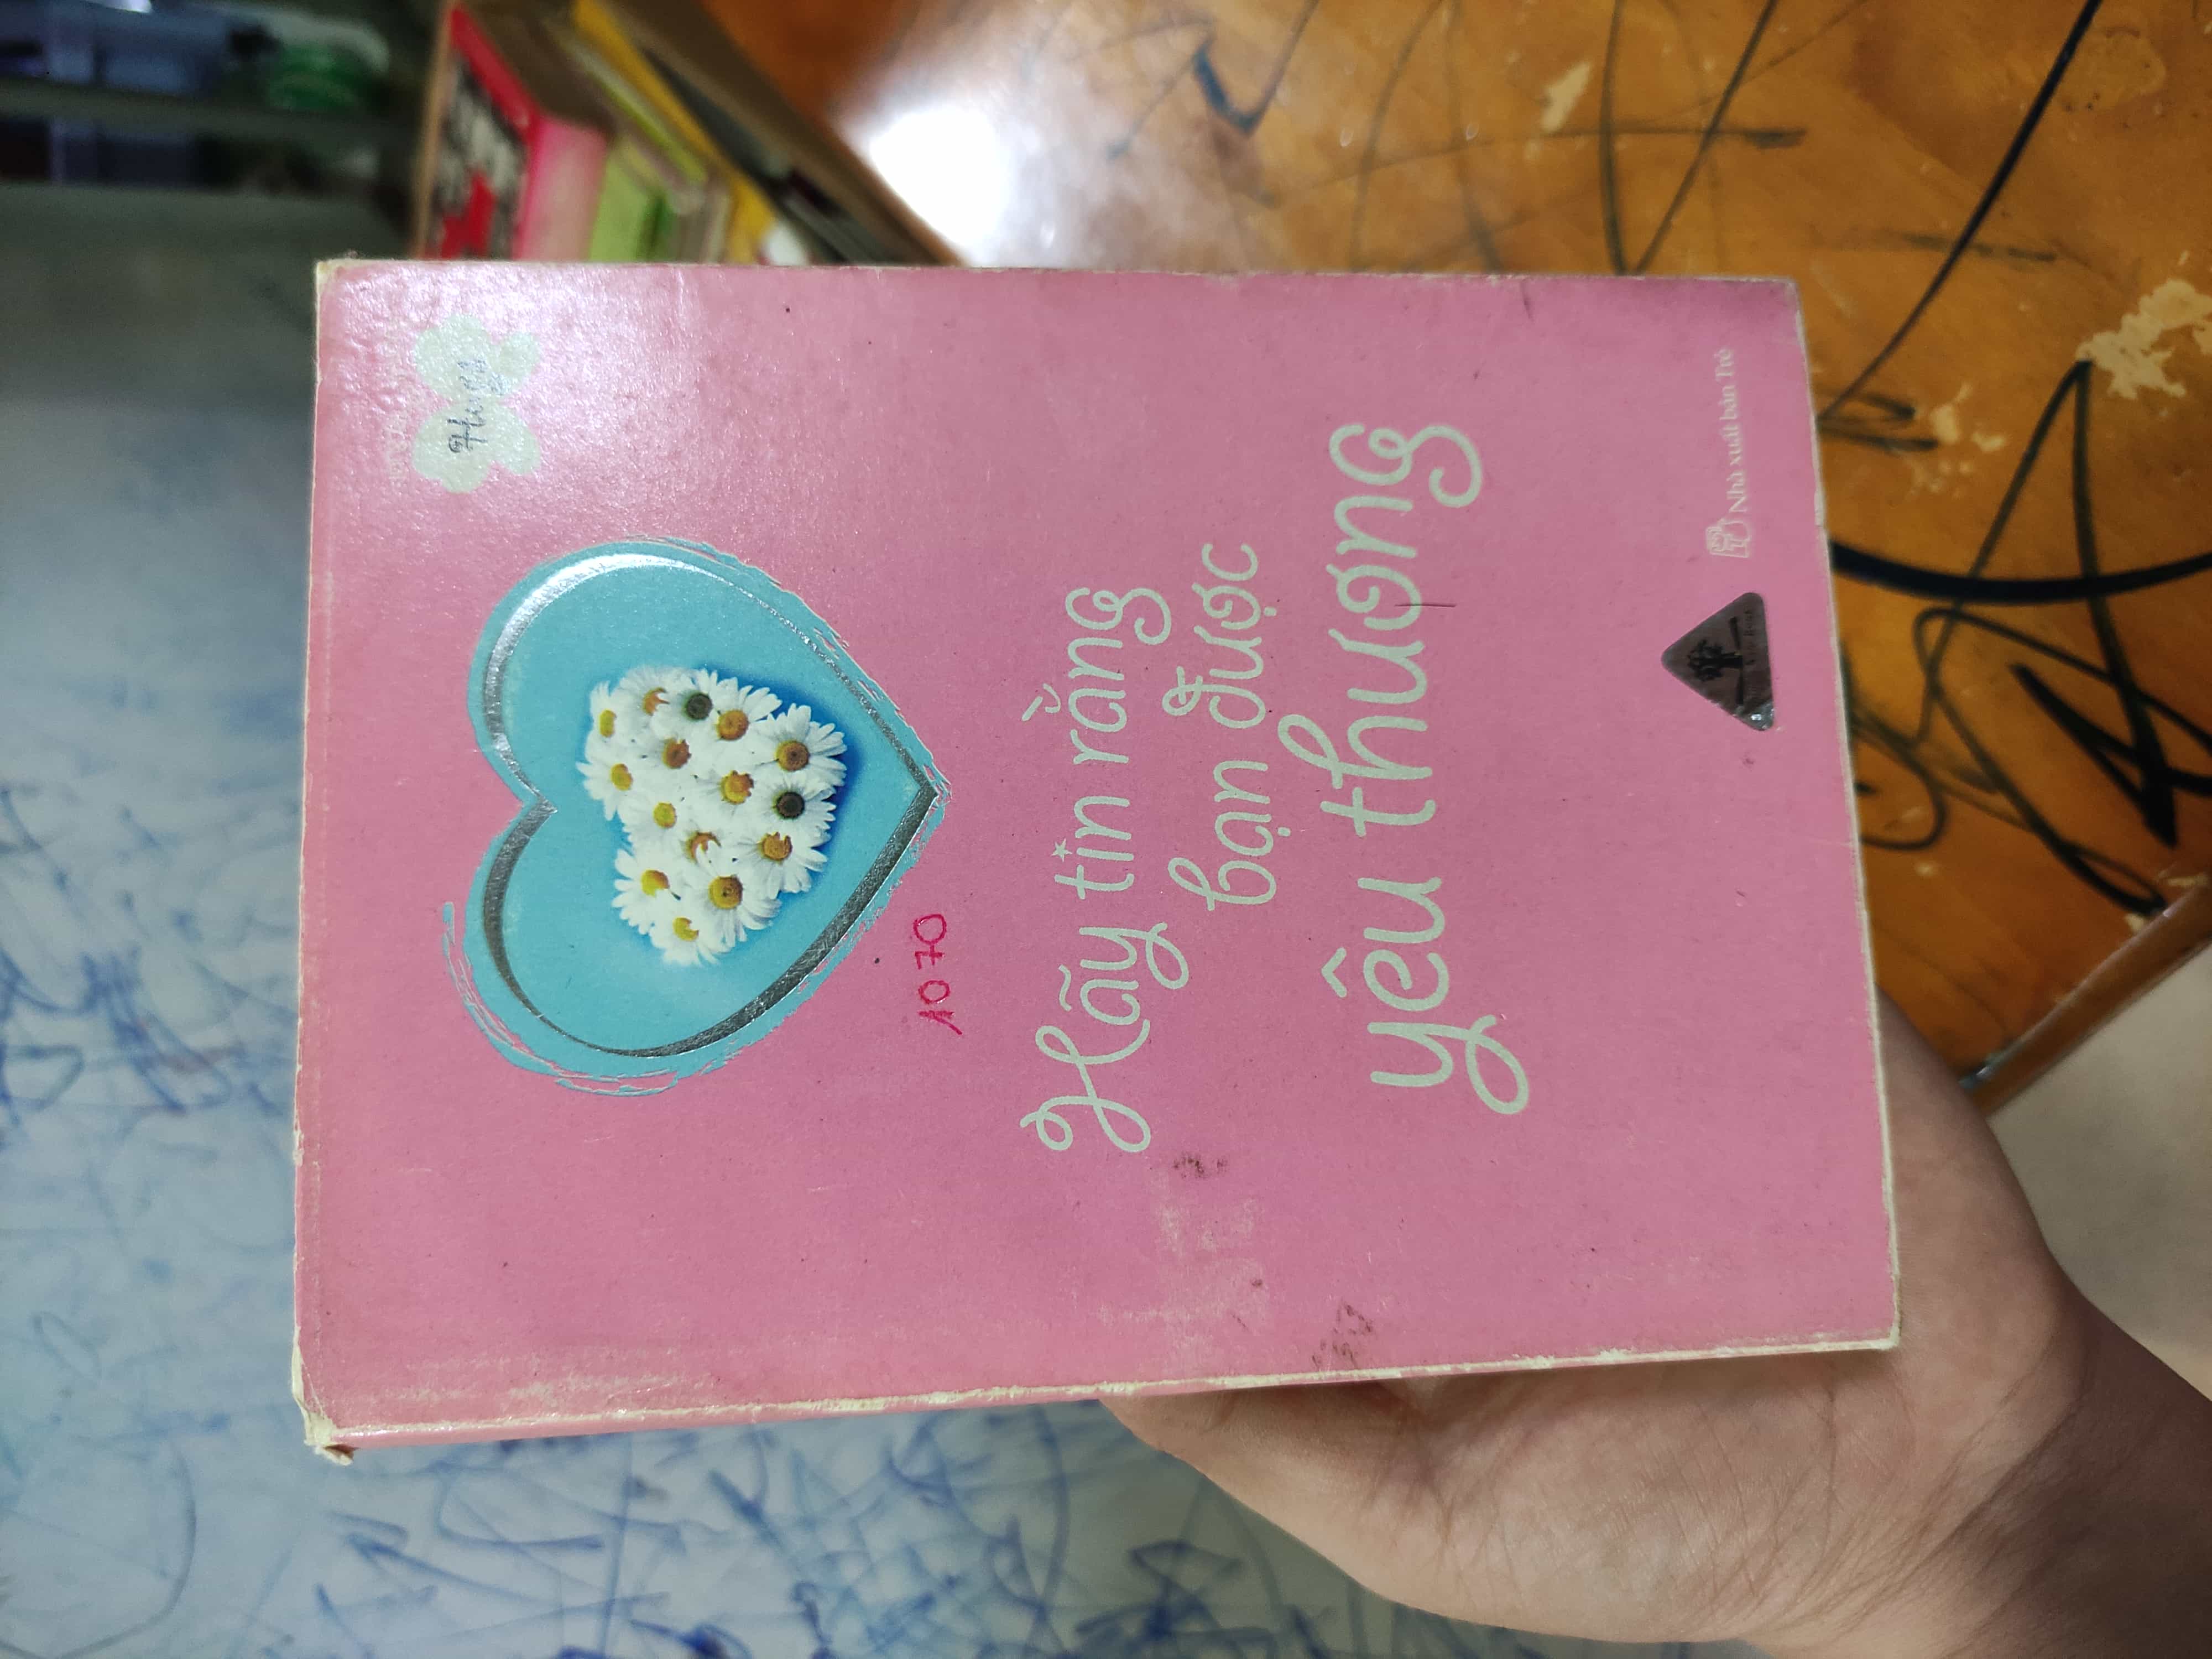 1070
Hãy tin rằng
bạn được
yêu thương
Nhà xuất bản Trẻ